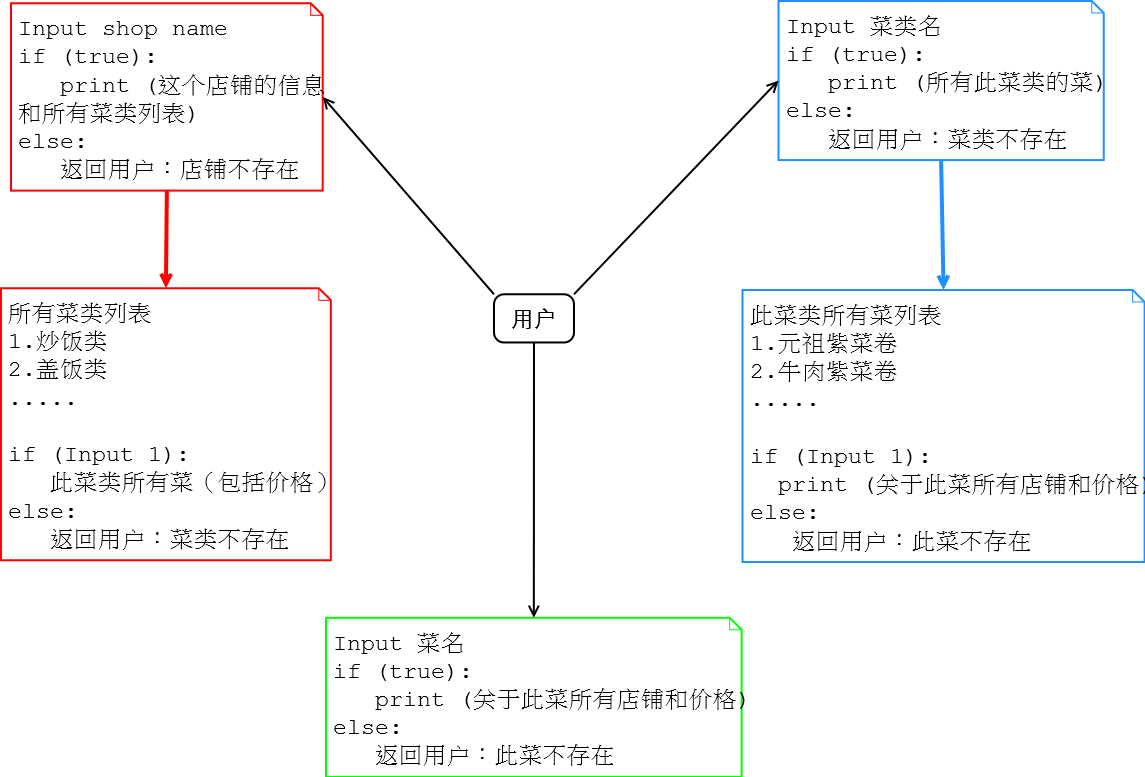 Input shop name
if (true):
print (这个店铺的信息
和所有菜类列表)
else:
返回用户：店铺不存在
Input 菜类名
if (true):
print (所有此菜类的菜)
else:
返回用户：菜类不存在
用户
所有菜类列表
1.炒饭类
2.盖饭类
.....
if (Input 1):
此菜类所有菜（包括价格）
else:
返回用户：菜类不存在
此菜类所有菜列表
1.元祖紫菜卷
2.牛肉紫菜卷
.....
if (Input 1):
print (关于此菜所有店铺和价格)
else:
返回用户：此菜不存在
Input 菜名
if (true):
print (关于此菜所有店铺和价格)
else:
返回用户：此菜不存在